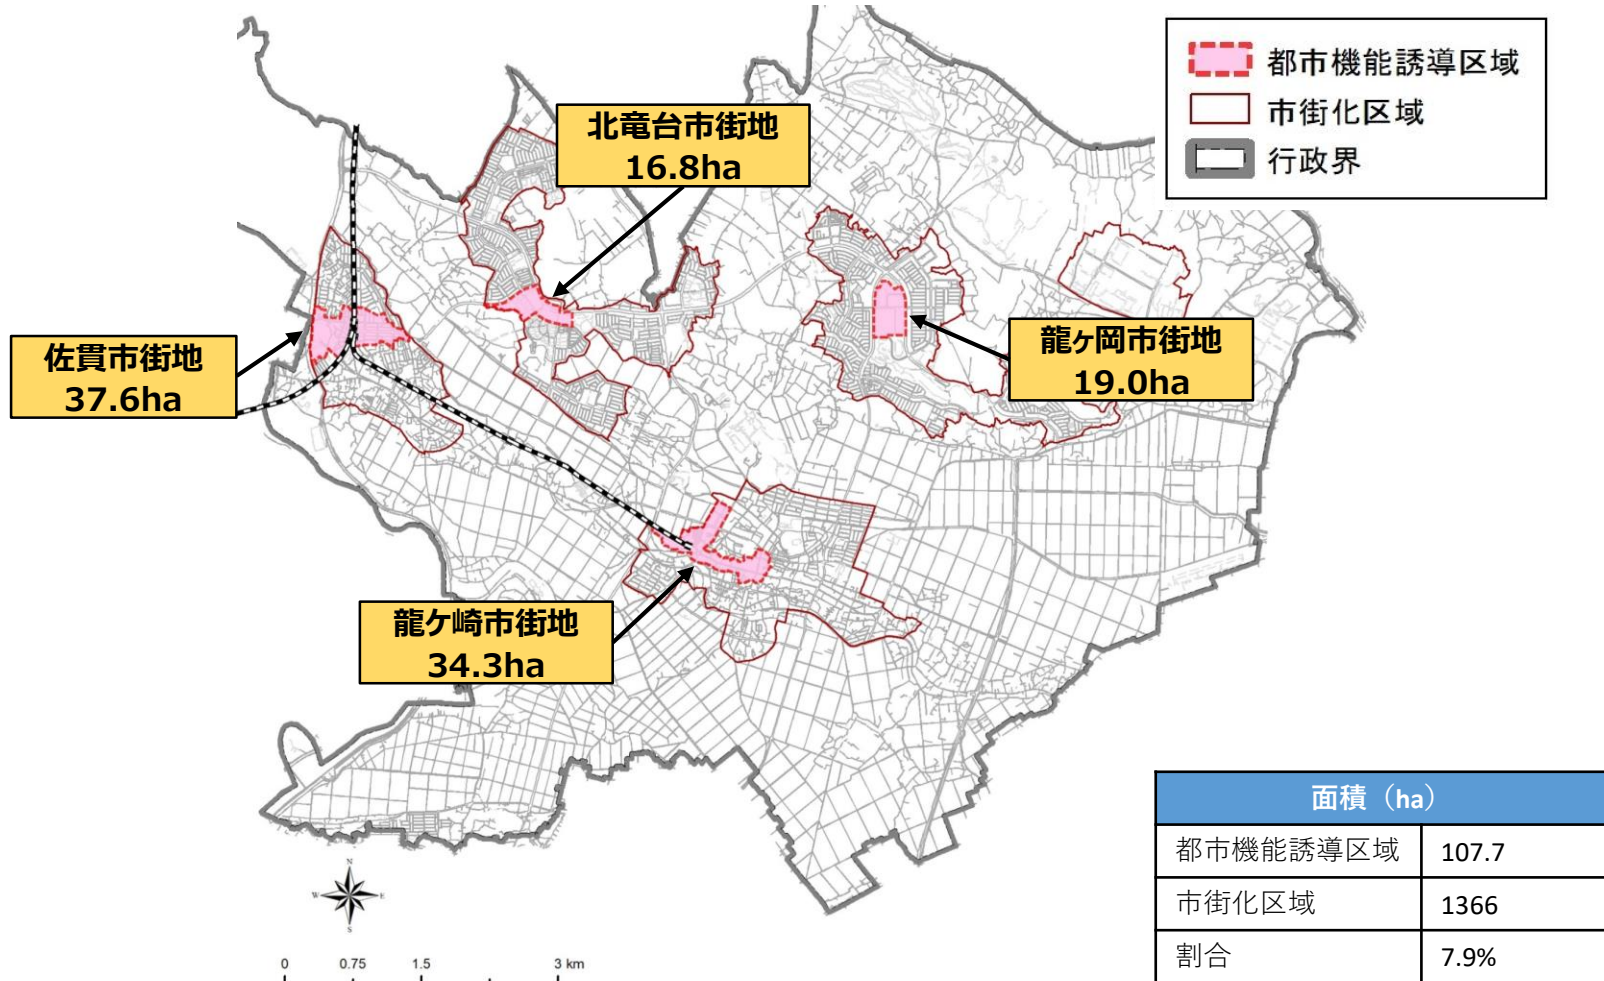 都市機能誘導区域
市街化区域
行政界
北竜台市街地
16.8ha
佐貫市街地
37.6ha
龍ヶ岡市街地
19.0ha
龍ケ崎市街地
34.3ha
面積（ha）
都市機能誘導区域 107.7
市街化区域 1366
割合 7.9%
N
W E
S
0 0.75 1.5 3 km